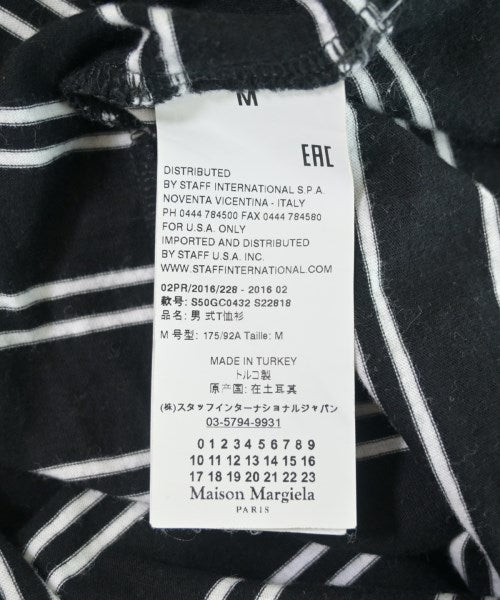 M
EAC
DISTRIBUTED
BY STAFF INTERNATIONAL S.P.A.
NOVENTA VICENTINA - ITALY
PH 0444 784500 FAX 0444 784580
FOR U.S.A. ONLY
IMPORTED AND DISTRIBUTED
BY STAFF U.S.A. INC.
WWW.STAFFINTERNATIONAL.COM
02PR/2016/228 - 2016 02
款号: S50GC0432 S22818
品名: 男 式T恤衫
M 号型: 175/92A Taille: M
MADE IN TURKEY
トルコ製
原产国: 在土耳其
(株)スタッフインターナショナルジャパン
03-5794-9931
0 1 2 3 4 5 6 7 8 9
10 11 12 13 14 15 16
17 18 19 20 21 22 23
Maison Margiela
PARIS